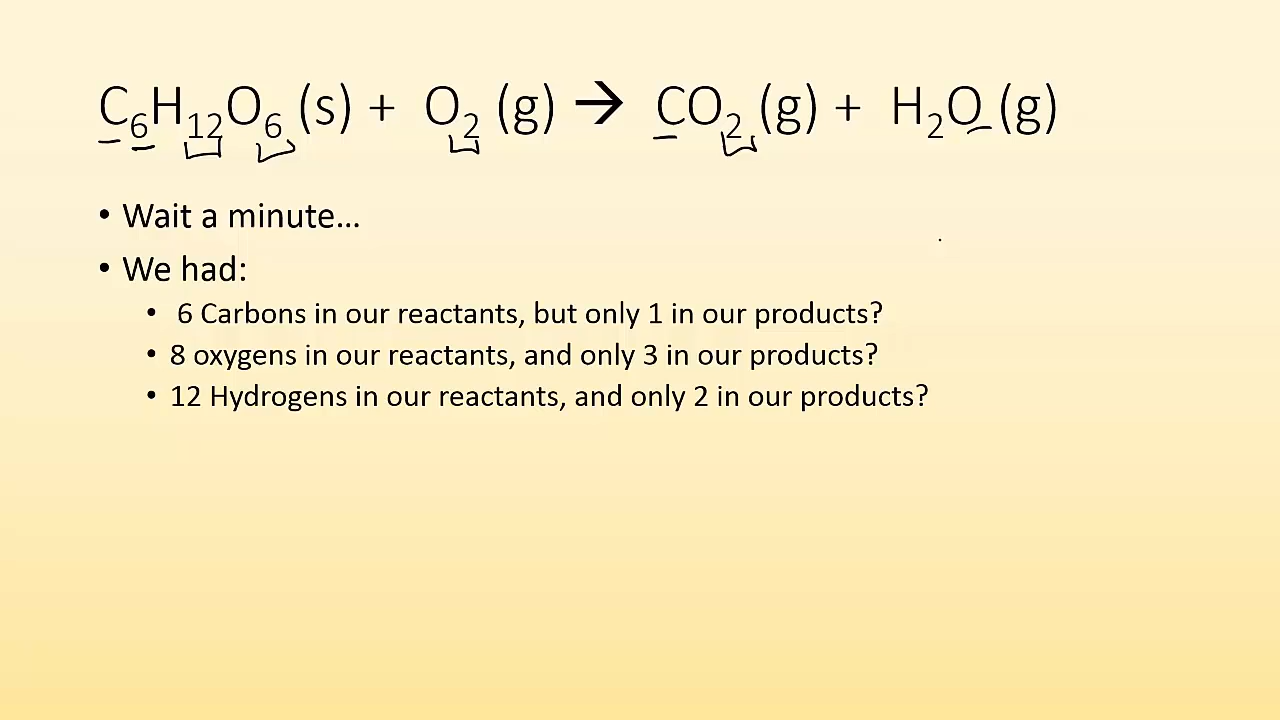 C₆H₁₂O₆ (s) + O₂ (g) → CO₂ (g) + H₂O (g)
• Wait a minute…
• We had:
• 6 Carbons in our reactants, but only 1 in our products?
• 8 oxygens in our reactants, and only 3 in our products?
• 12 Hydrogens in our reactants, and only 2 in our products?